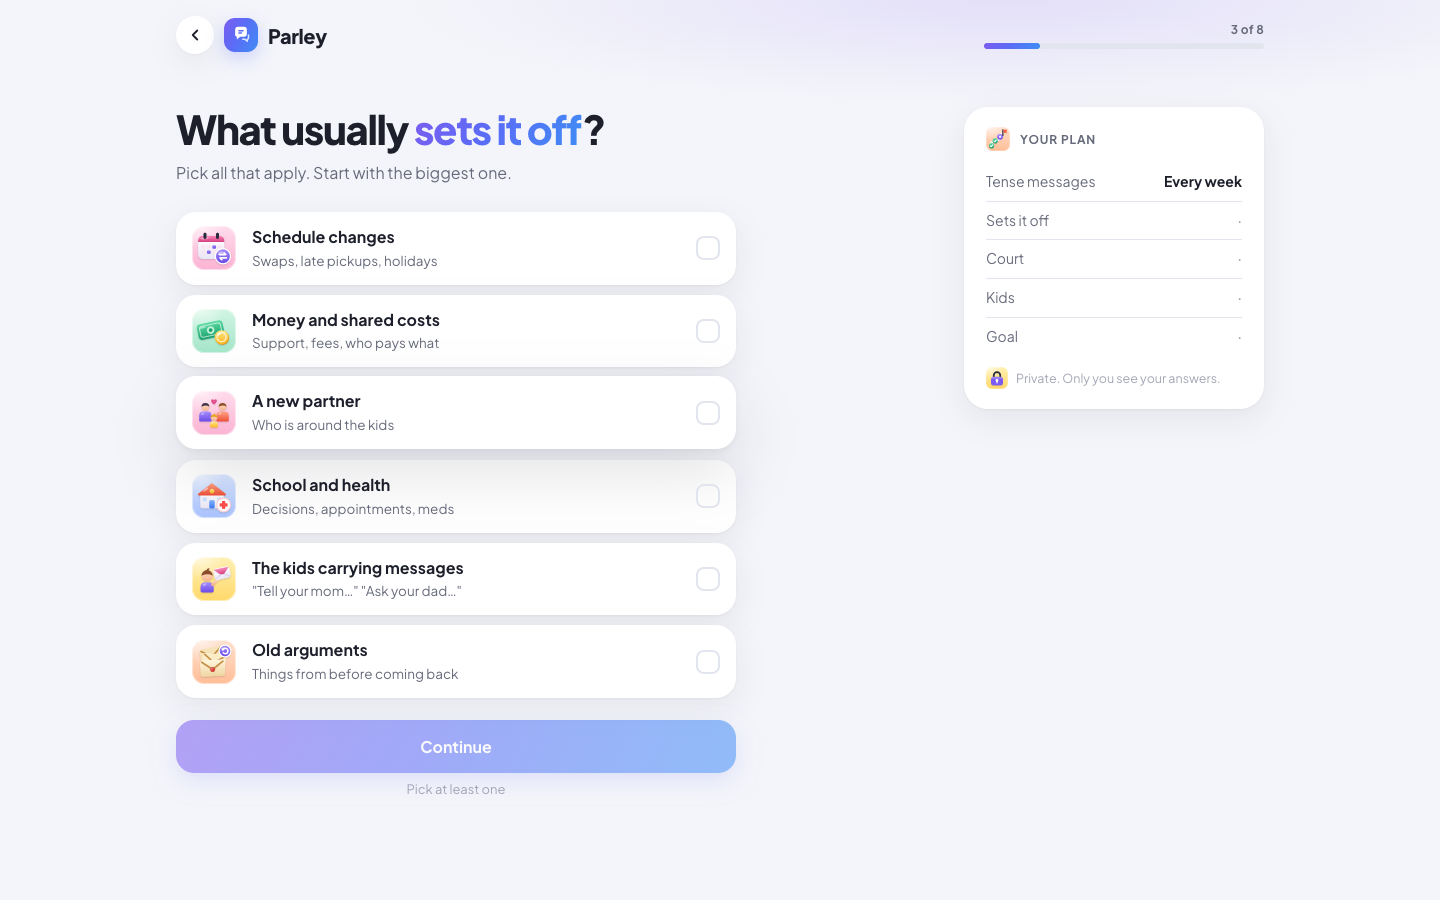 Parley
3 of 8
What usually sets it off?
Pick all that apply. Start with the biggest one.
Schedule changes
Swaps, late pickups, holidays
Money and shared costs
Support, fees, who pays what
A new partner
Who is around the kids
School and health
Decisions, appointments, meds
The kids carrying messages
"Tell your mom…" "Ask your dad…"
Old arguments
Things from before coming back
Continue
Pick at least one
YOUR PLAN
Tense messages Every week
Sets it off ·
Court ·
Kids ·
Goal ·
Private. Only you see your answers.